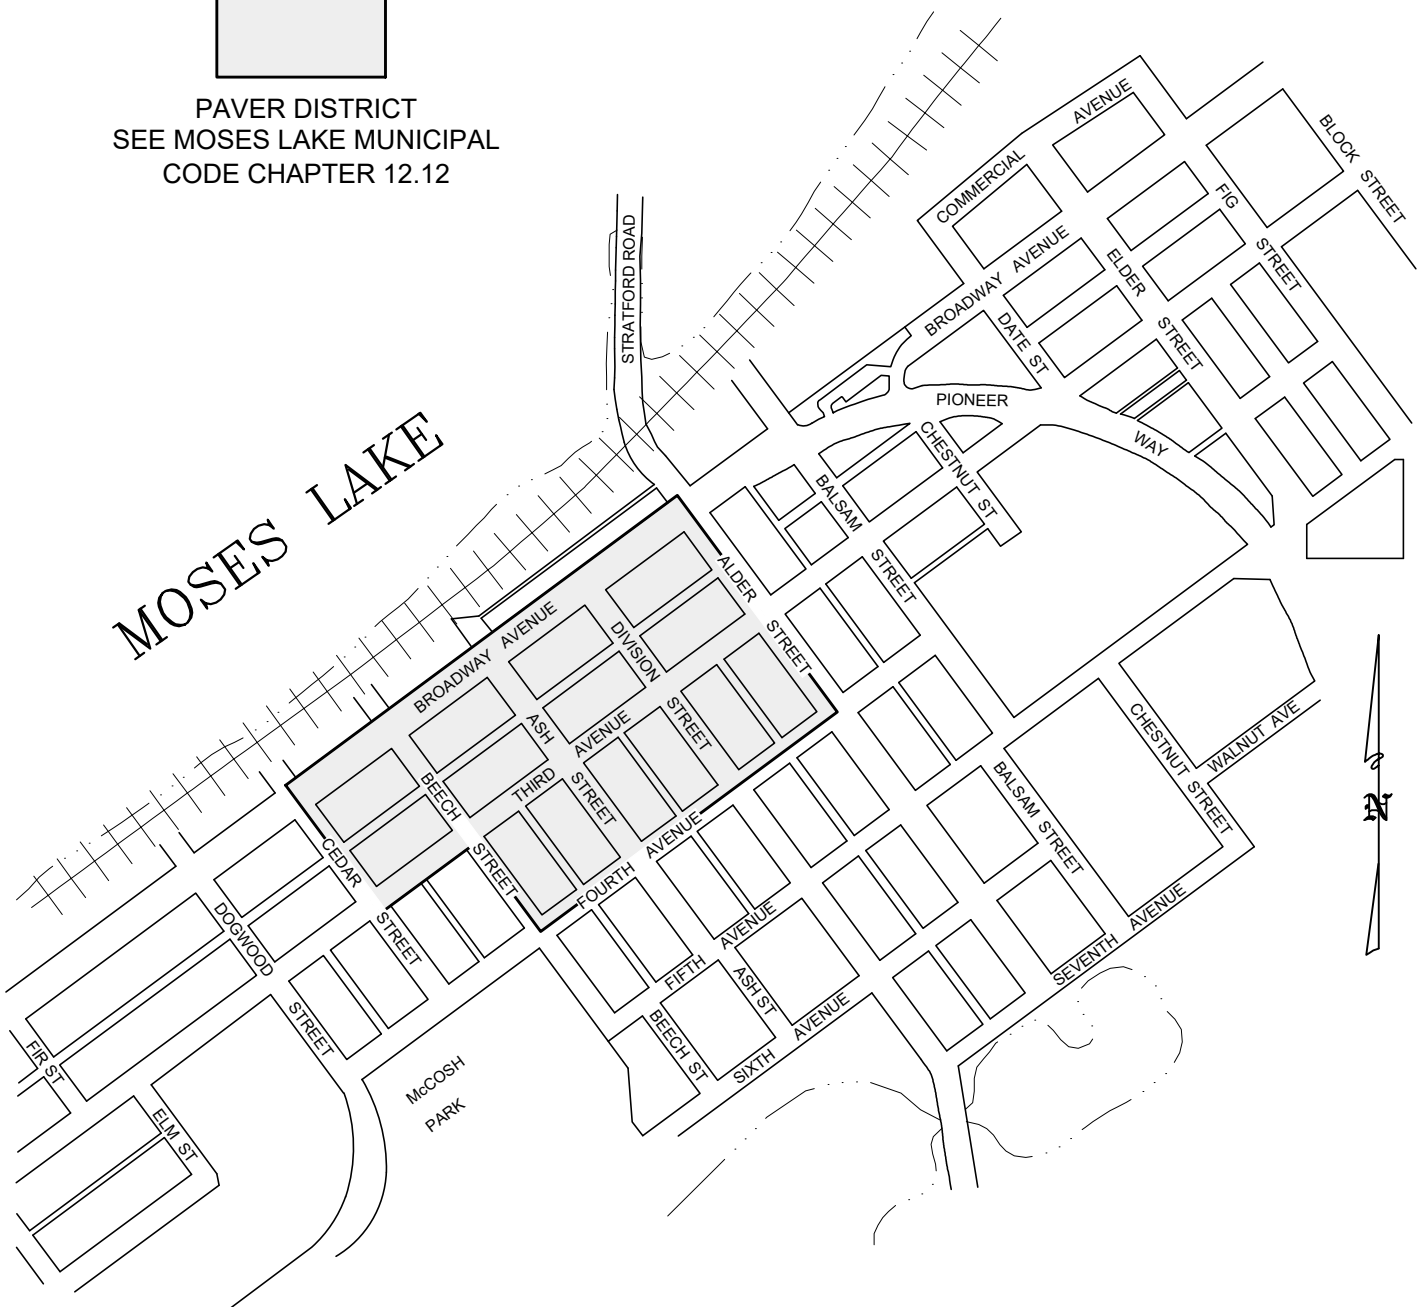 PAVER DISTRICT
SEE MOSES LAKE MUNICIPAL
CODE CHAPTER 12.12
MOSES LAKE
STRATFORD ROAD
COMMERCIAL AVENUE
BLOCK STREET
FIG STREET
BROADWAY AVENUE
ELDER STREET
DATE ST
PIONEER WAY
CHESTNUT ST
BALSAM STREET
ALDER STREET
BROADWAY AVENUE
DIVISION STREET
ASH STREET
THIRD AVENUE
BEECH STREET
CEDAR STREET
FOURTH AVENUE
DOGWOOD STREET
FIR ST
ELM ST
McCOSH
PARK
FIFTH AVENUE
ASH ST
BEECH ST
SIXTH AVENUE
BALSAM STREET
CHESTNUT STREET
WALNUT AVE
SEVENTH AVENUE
N